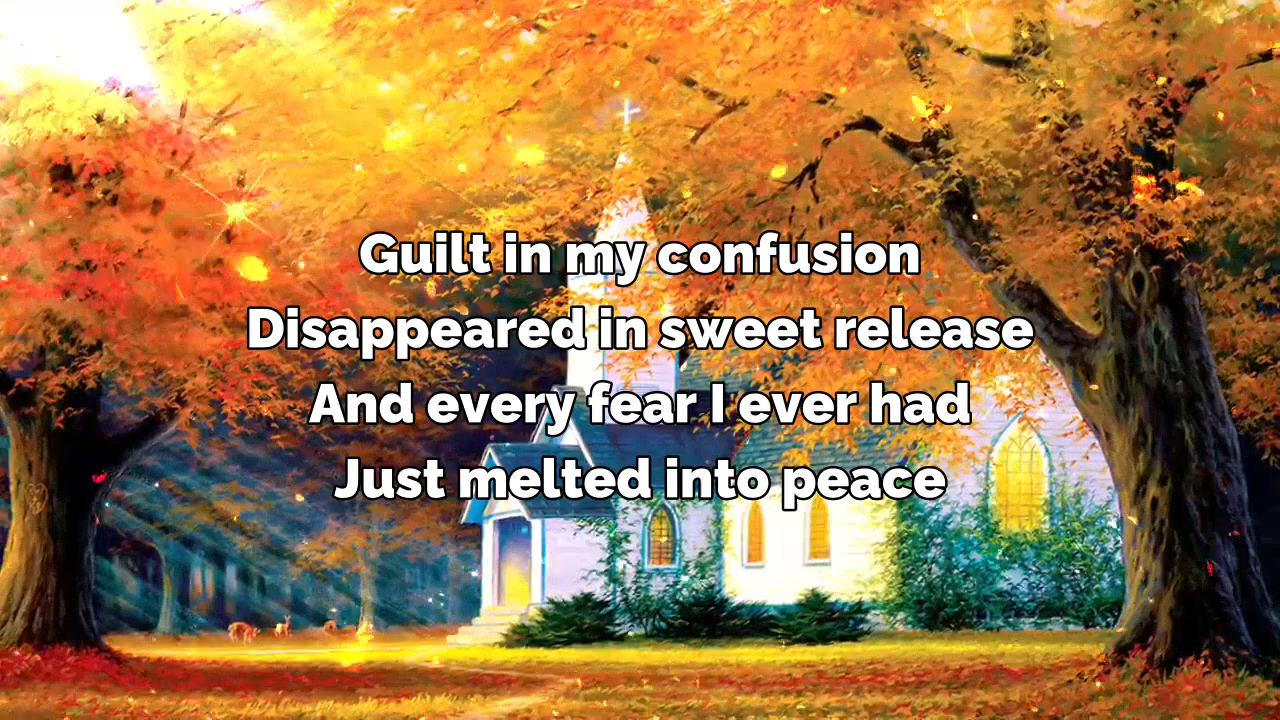 Guilt in my confusion
Disappeared in sweet release
And every fear I ever had
Just melted into peace